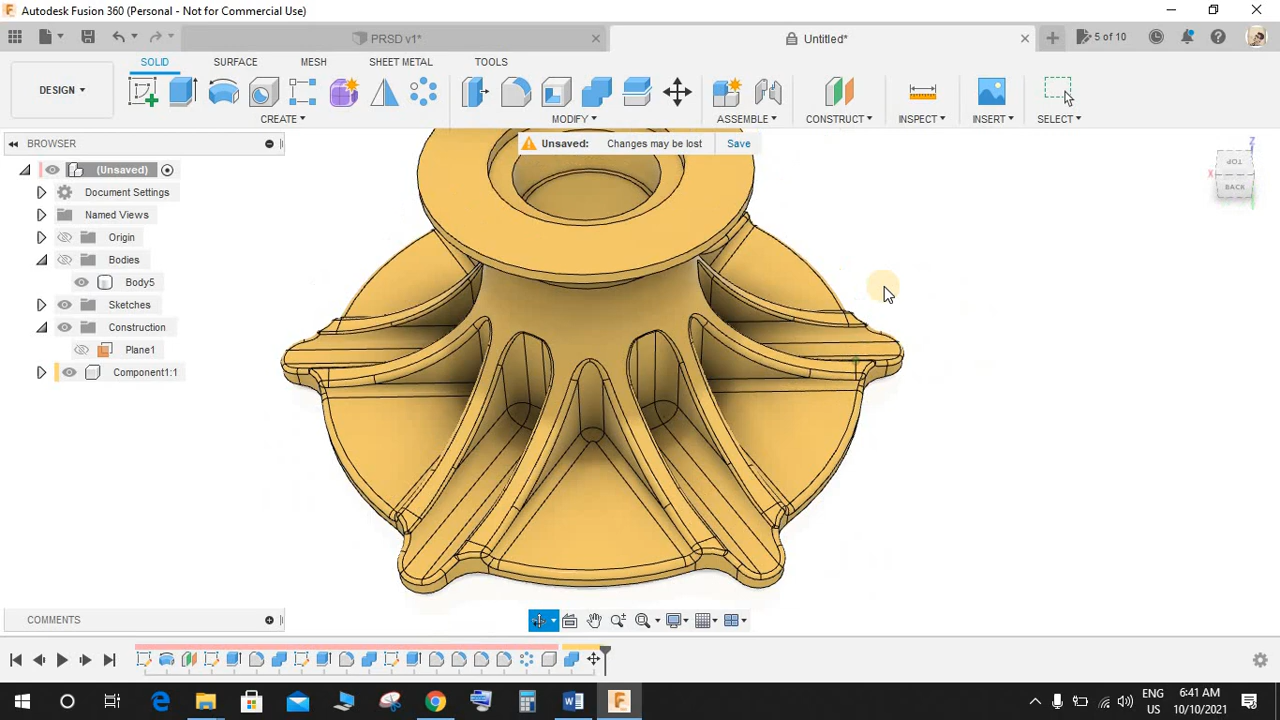 Autodesk Fusion 360 (Personal - Not for Commercial Use)
PRSD v1*
Untitled*
5 of 10
SOLID
SURFACE
MESH
SHEET METAL
TOOLS
DESIGN
CREATE
MODIFY
ASSEMBLE
CONSTRUCT
INSPECT
INSERT
SELECT
BROWSER
Unsaved: Changes may be lost Save
(Unsaved)
Document Settings
Named Views
Origin
Bodies
Body5
Sketches
Construction
Plane1
Component1:1
Z
TOP
X
BACK
COMMENTS
ENG
US
6:41 AM
10/10/2021